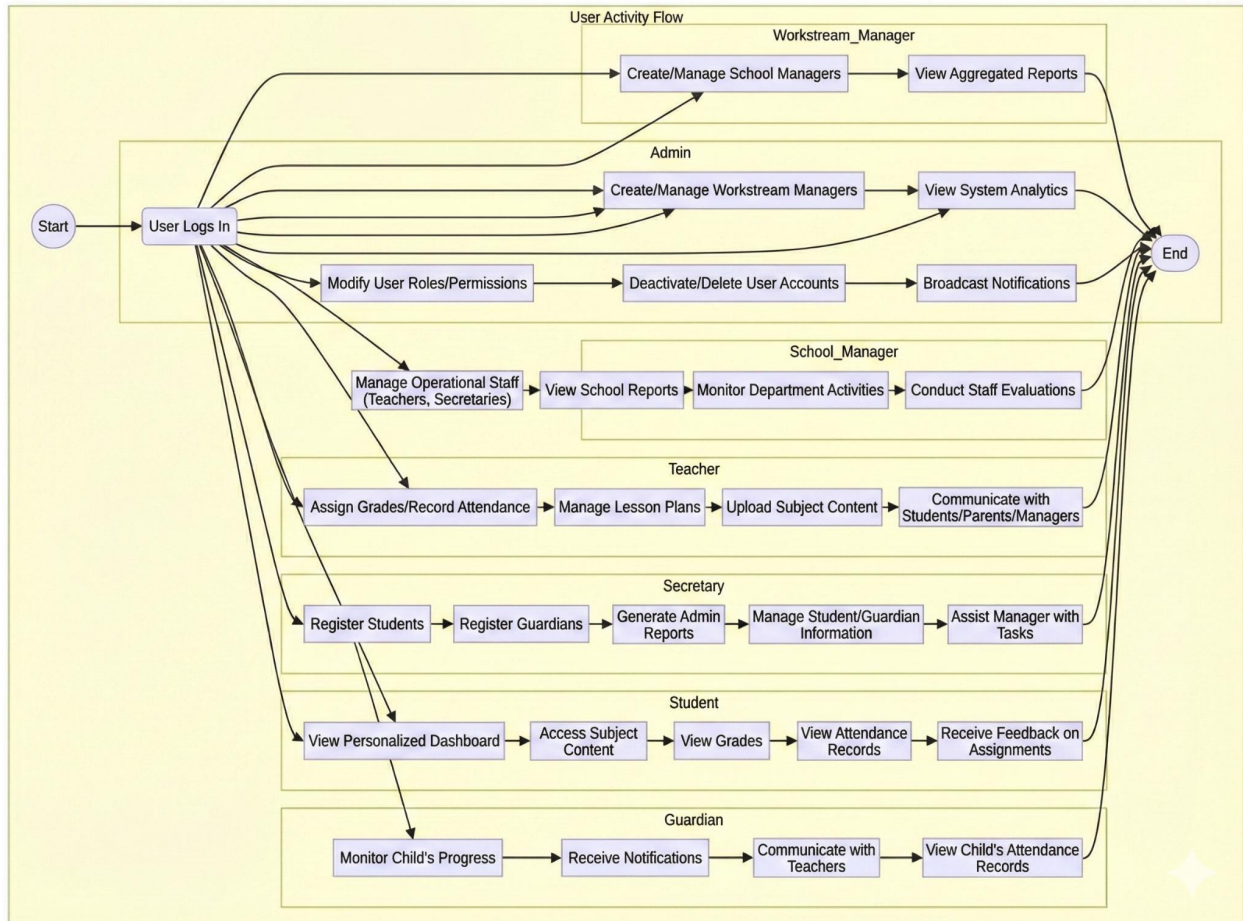 User Activity Flow
Workstream_Manager
Create/Manage School Managers
View Aggregated Reports
Admin
Create/Manage Workstream Managers
View System Analytics
Start
User Logs In
End
Modify User Roles/Permissions
Deactivate/Delete User Accounts
Broadcast Notifications
School_Manager
Manage Operational Staff
(Teachers, Secretaries)
View School Reports
Monitor Department Activities
Conduct Staff Evaluations
Teacher
Assign Grades/Record Attendance
Manage Lesson Plans
Upload Subject Content
Communicate with
Students/Parents/Managers
Secretary
Register Students
Register Guardians
Generate Admin
Reports
Manage Student/Guardian
Information
Assist Manager with
Tasks
Student
View Personalized Dashboard
Access Subject
Content
View Grades
View Attendance
Records
Receive Feedback on
Assignments
Guardian
Monitor Child's Progress
Receive Notifications
Communicate with
Teachers
View Child's Attendance
Records